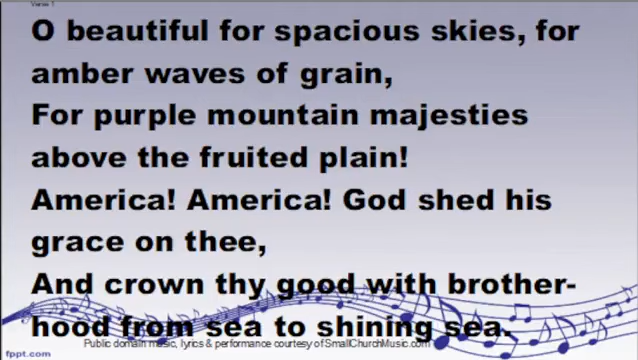 Verse 1
O beautiful for spacious skies, for
amber waves of grain,
For purple mountain majesties
above the fruited plain!
America! America! God shed his
grace on thee,
And crown thy good with brother-
hood from sea to shining sea.
Public domain music, lyrics & performance courtesy of SmallChurchMusic.com
fppt.com